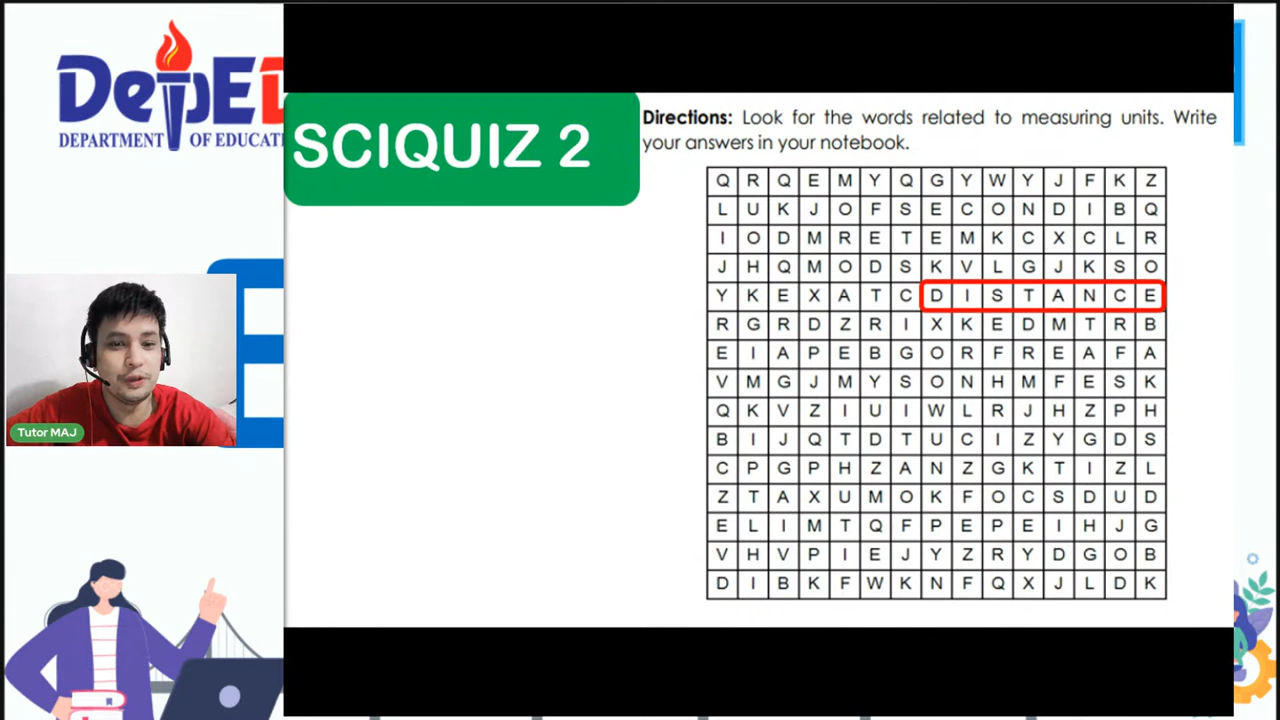 DepED
DEPARTMENT OF EDUCATI
SCIQUIZ 2
Directions: Look for the words related to measuring units. Write
your answers in your notebook.
Q R Q E M Y Q G Y W Y J F K Z
L U K J O F S E C O N D I B Q
I O D M R E T E M K C X C L R
J H Q M O D S K V L G J K S O
Y K E X A T C D I S T A N C E
R G R D Z R I X K E D M T R B
E I A P E B G O R F R E A F A
V M G J M Y S O N H M F E S K
Q K V Z I U I W L R J H Z P H
B I J Q T D T U C I Z Y G D S
C P G P H Z A N Z G K T I Z L
Z T A X U M O K F O C S D U D
E L I M T Q F P E P E I H J G
V H V P I E J Y Z R Y D G O B
D I B K F W K N F Q X J L D K
Tutor MAJ